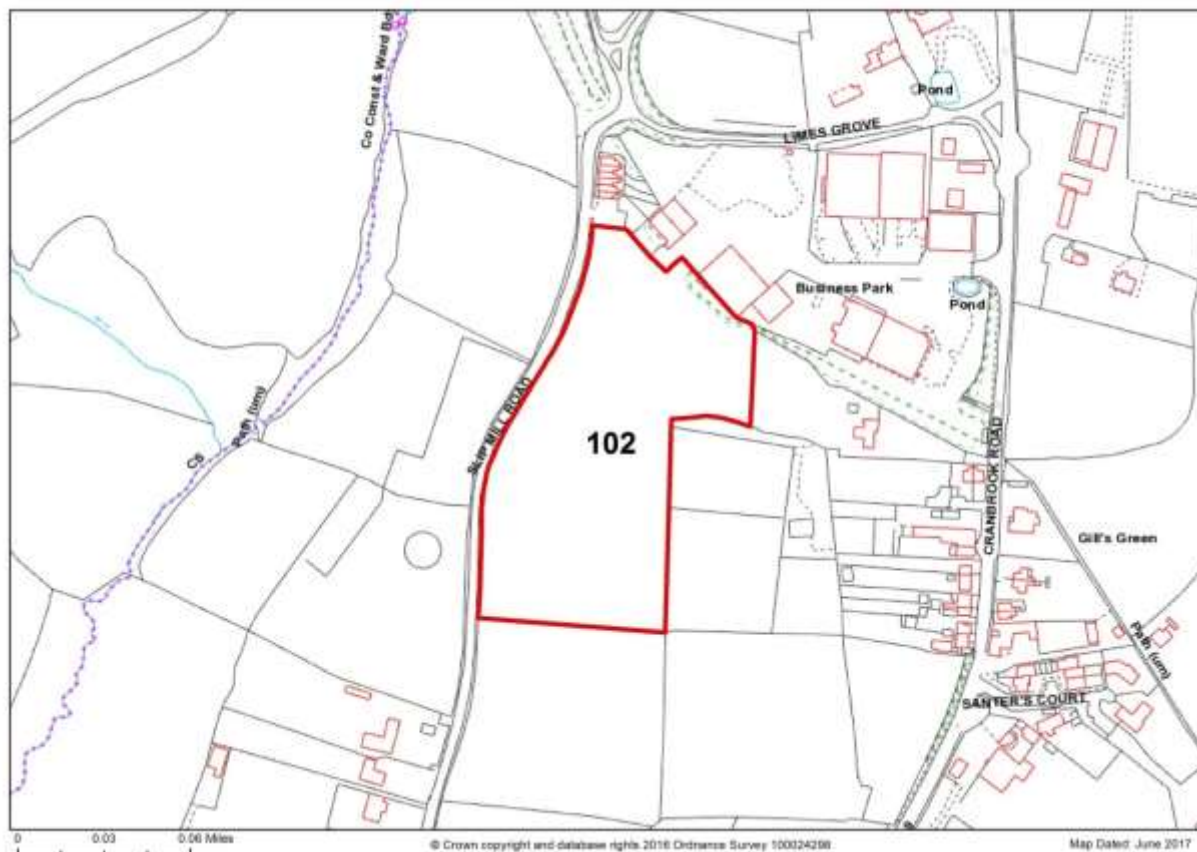 Co Const & Ward Bdy
Pond
LIMES GROVE
Business Park
Pond
SLIP MILL ROAD
Path (um)
CS
102
CRANBROOK ROAD
Gill's Green
Path (um)
SANTER'S COURT
0 0.03 0.06 Miles
© Crown copyright and database rights 2016 Ordnance Survey 100024298
Map Dated: June 2017